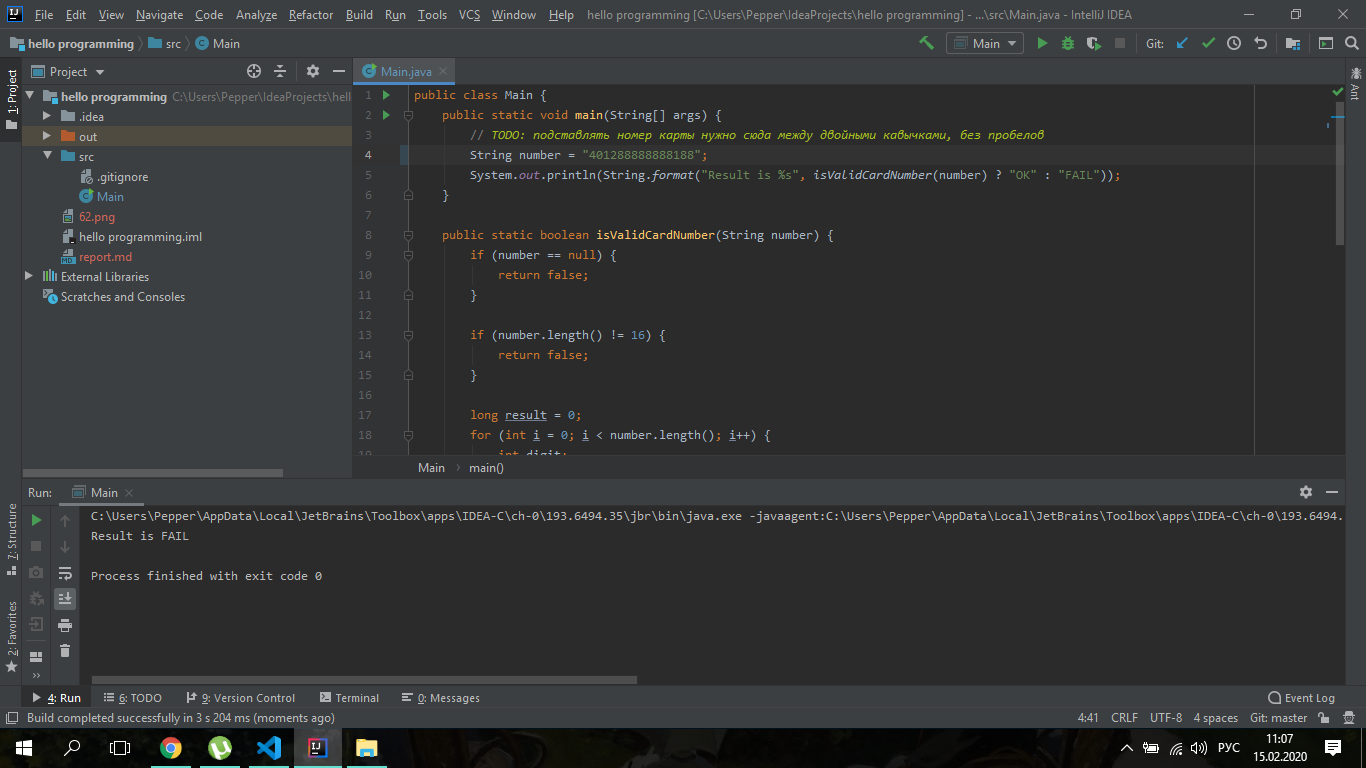 File Edit View Navigate Code Analyze Refactor Build Run Tools VCS Window Help hello programming [C:\Users\Pepper\IdeaProjects\hello programming] - ...\src\Main.java - IntelliJ IDEA
hello programming src Main
Main Git:
Project
Main.java
1: Project
Ant
hello programming C:\Users\Pepper\IdeaProjects\hell
.idea
out
src
.gitignore
Main
62.png
hello programming.iml
report.md
External Libraries
Scratches and Consoles
1 public class Main {
2 public static void main(String[] args) {
3 // TODO: подставлять номер карты нужно сюда между двойными кавычками, без пробелов
4 String number = "401288888888188";
5 System.out.println(String.format("Result is %s", isValidCardNumber(number) ? "OK" : "FAIL"));
6 }
7
8 public static boolean isValidCardNumber(String number) {
9 if (number == null) {
10 return false;
11 }
12
13 if (number.length() != 16) {
14 return false;
15 }
16
17 long result = 0;
18 for (int i = 0; i < number.length(); i++) {
19 int digit;
Main main()
Run: Main
7: Structure
2: Favorites
C:\Users\Pepper\AppData\Local\JetBrains\Toolbox\apps\IDEA-C\ch-0\193.6494.35\jbr\bin\java.exe -javaagent:C:\Users\Pepper\AppData\Local\JetBrains\Toolbox\apps\IDEA-C\ch-0\193.6494.
Result is FAIL
Process finished with exit code 0
4: Run 6: TODO 9: Version Control Terminal 0: Messages Event Log
Build completed successfully in 3 s 204 ms (moments ago) 4:41 CRLF UTF-8 4 spaces Git: master
РУС
11:07
15.02.2020